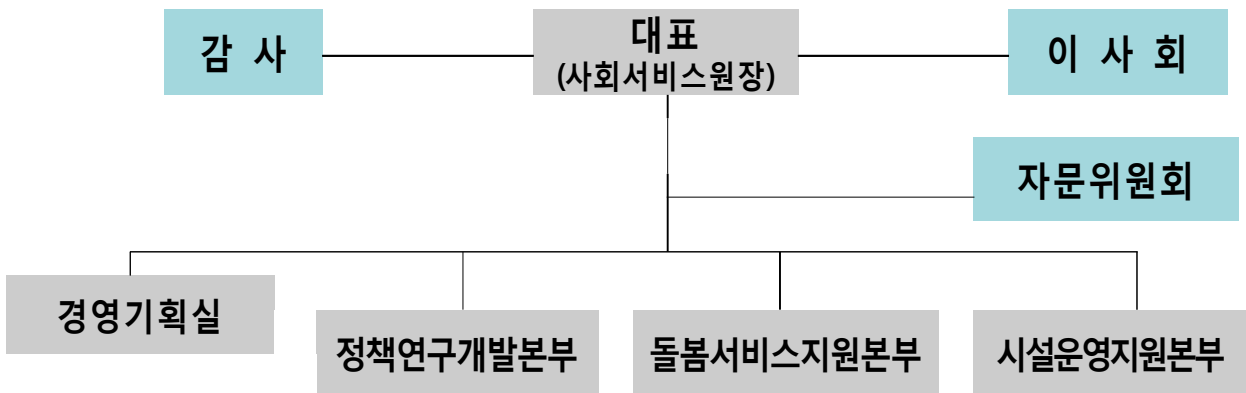 감 사
대표
(사회서비스원장)
이 사 회
자문위원회
경영기획실
정책연구개발본부
돌봄서비스지원본부
시설운영지원본부